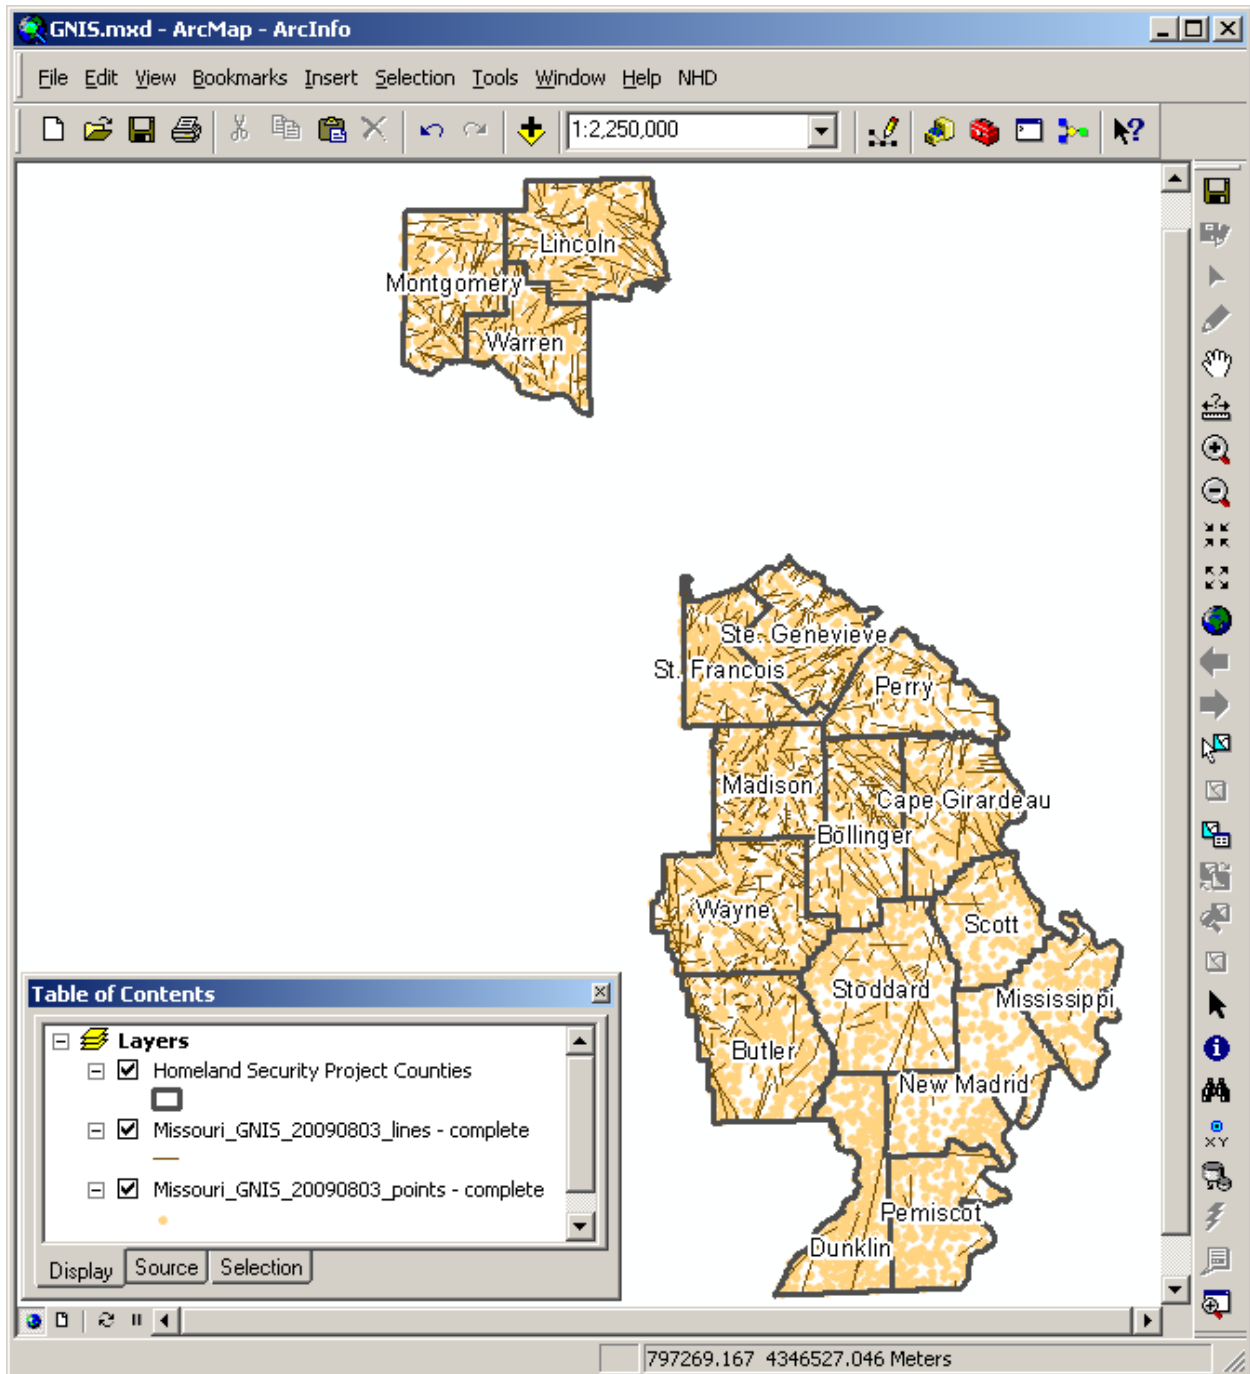 GNIS.mxd - ArcMap - ArcInfo
File Edit View Bookmarks Insert Selection Tools Window Help NHD
1:2,250,000
Lincoln
Montgomery
Warren
Ste. Genevieve
St. Francois
Perry
Madison
Cape Girardeau
Bollinger
Wayne
Scott
Stoddard
Mississippi
Butler
New Madrid
Pemiscot
Dunklin
Table of Contents
Layers
Homeland Security Project Counties
Missouri_GNIS_20090803_lines - complete
Missouri_GNIS_20090803_points - complete
Display Source Selection
XY
797269.167 4346527.046 Meters